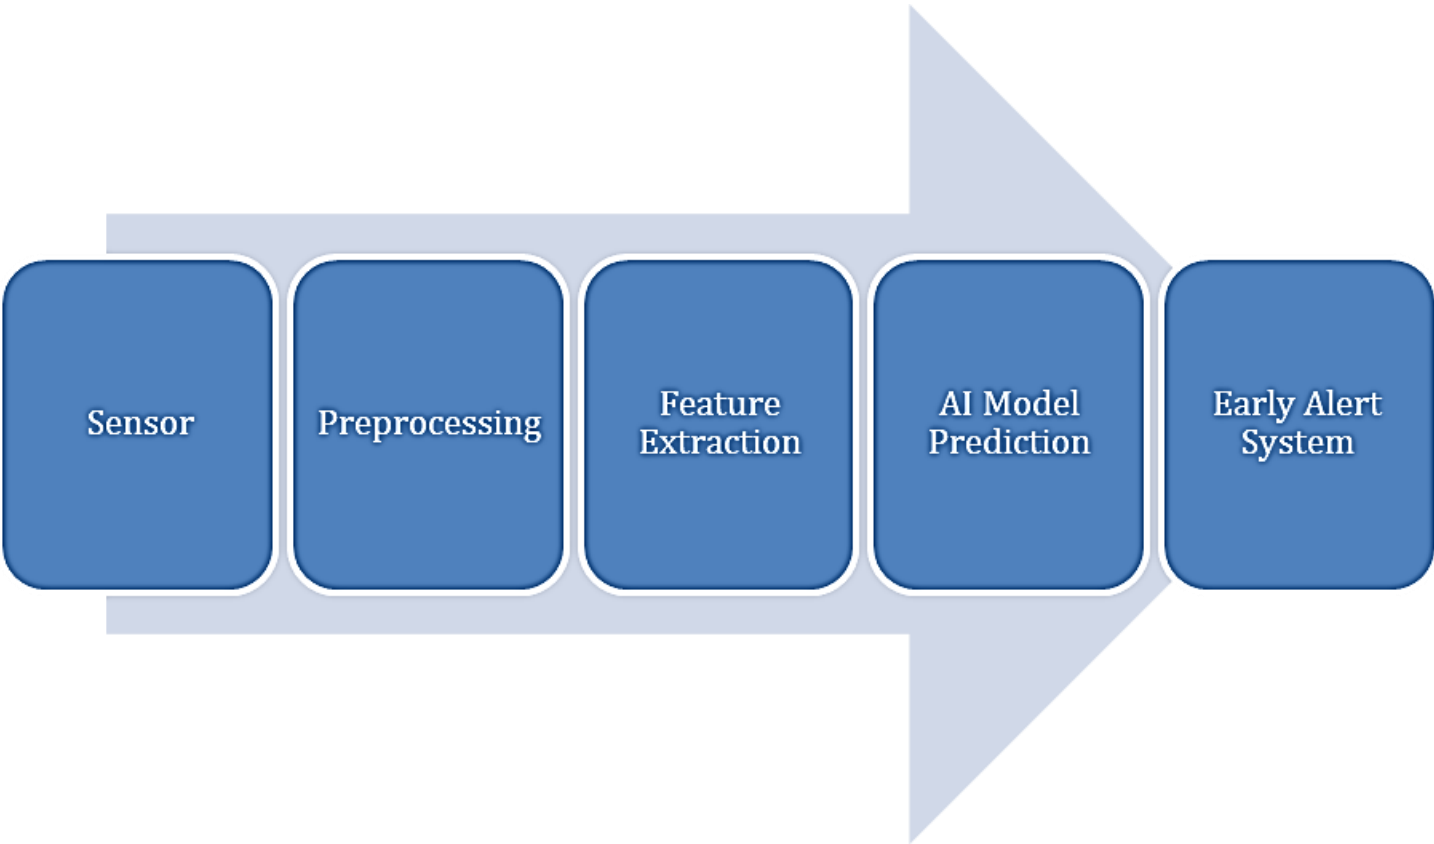 Sensor
Preprocessing
Feature
Extraction
AI Model
Prediction
Early Alert
System